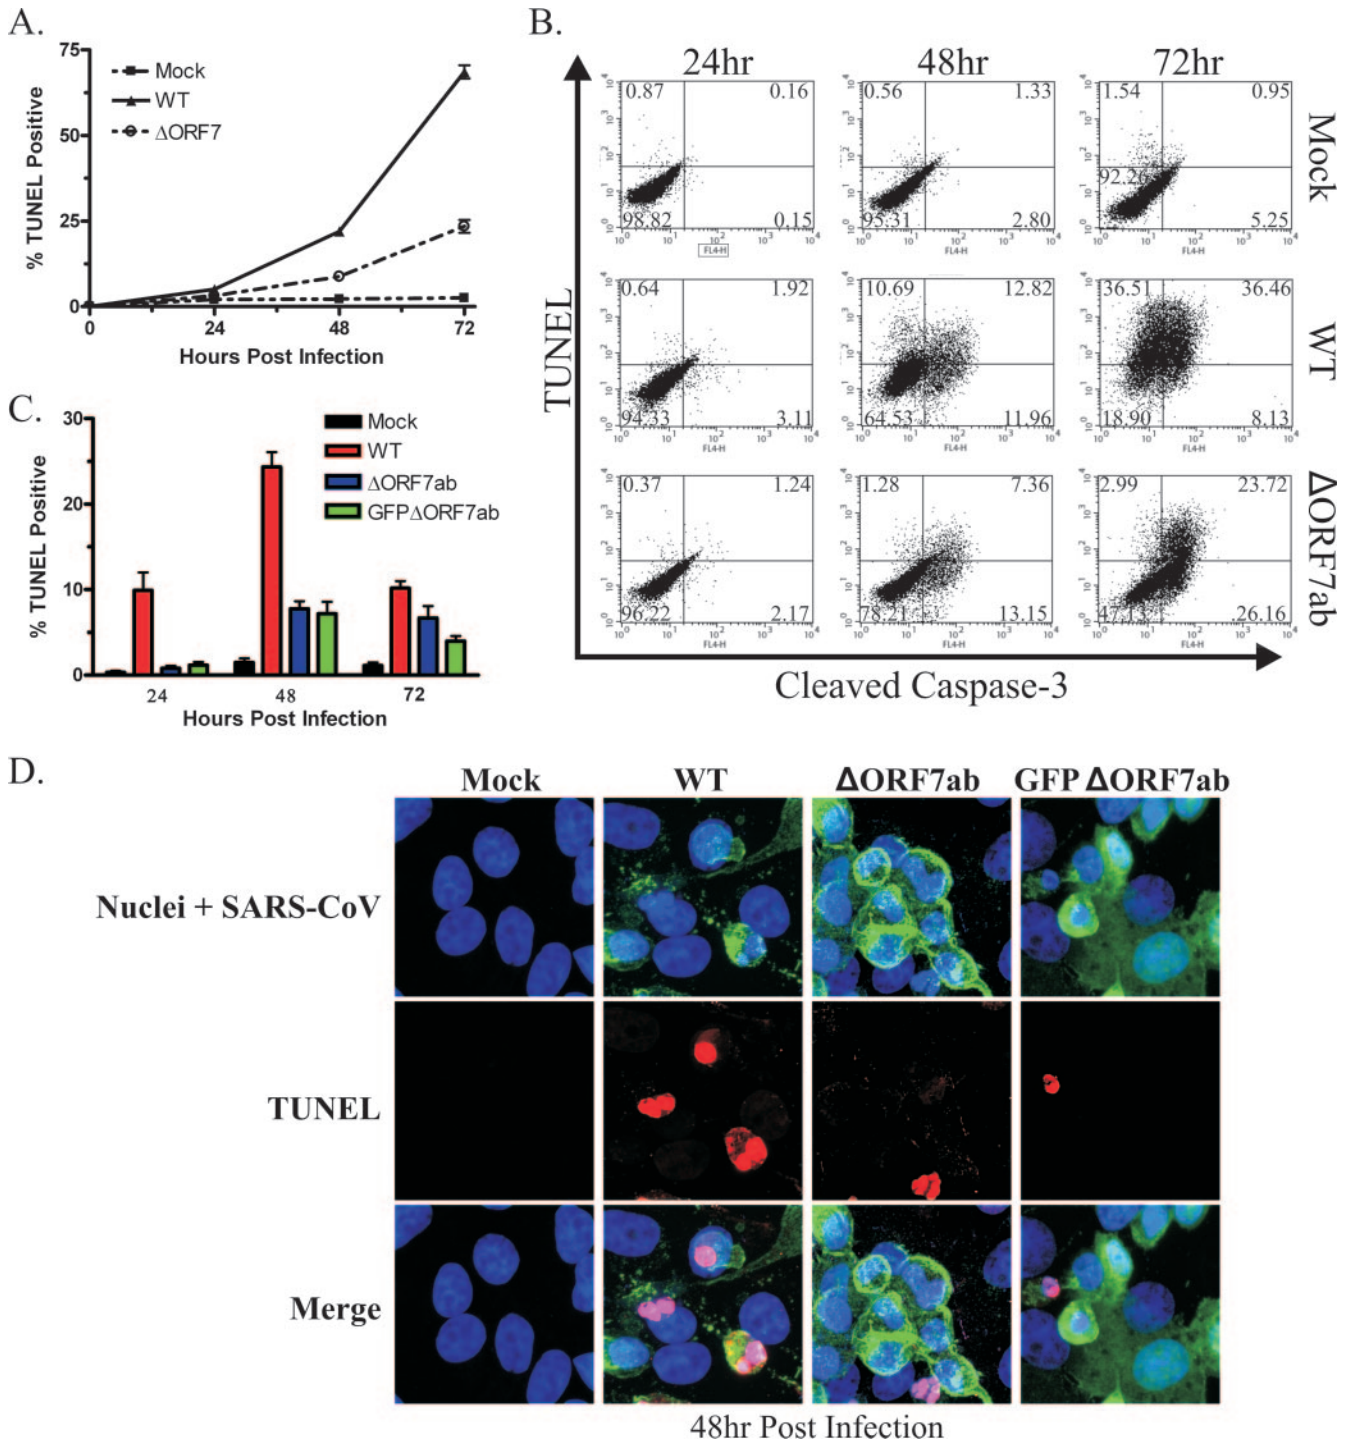 A.
75
50
25
0
% TUNEL Positive
Mock
WT
ΔORF7
0 24 48 72
Hours Post Infection
B.
24hr 48hr 72hr
0.87 0.16
98.82 0.15
0.56 1.33
95.31 2.80
1.54 0.95
92.26 5.25
Mock
0.64 1.92
94.33 3.11
10.69 12.82
64.53 11.96
36.51 36.46
18.90 8.13
WT
0.37 1.24
96.22 2.17
1.28 7.36
78.21 13.15
2.99 23.72
26.16
ΔORF7ab
10⁰ 10¹ 10² 10³ 10⁴
FL4-H
TUNEL
Cleaved Caspase-3
C.
30
20
10
0
% TUNEL Positive
Mock
WT
ΔORF7ab
GFPΔORF7ab
24 48 72
Hours Post Infection
D.
Mock WT ΔORF7ab GFP ΔORF7ab
Nuclei + SARS-CoV
TUNEL
Merge
48hr Post Infection